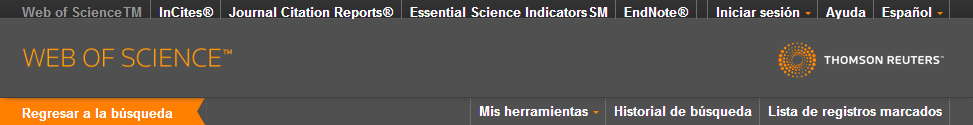 Web of Science™ InCites® Journal Citation Reports® Essential Science Indicators℠ EndNote® Iniciar sesión Ayuda Español
WEB OF SCIENCE™
THOMSON REUTERS™
Regresar a la búsqueda Mis herramientas Historial de búsqueda Lista de registros marcados